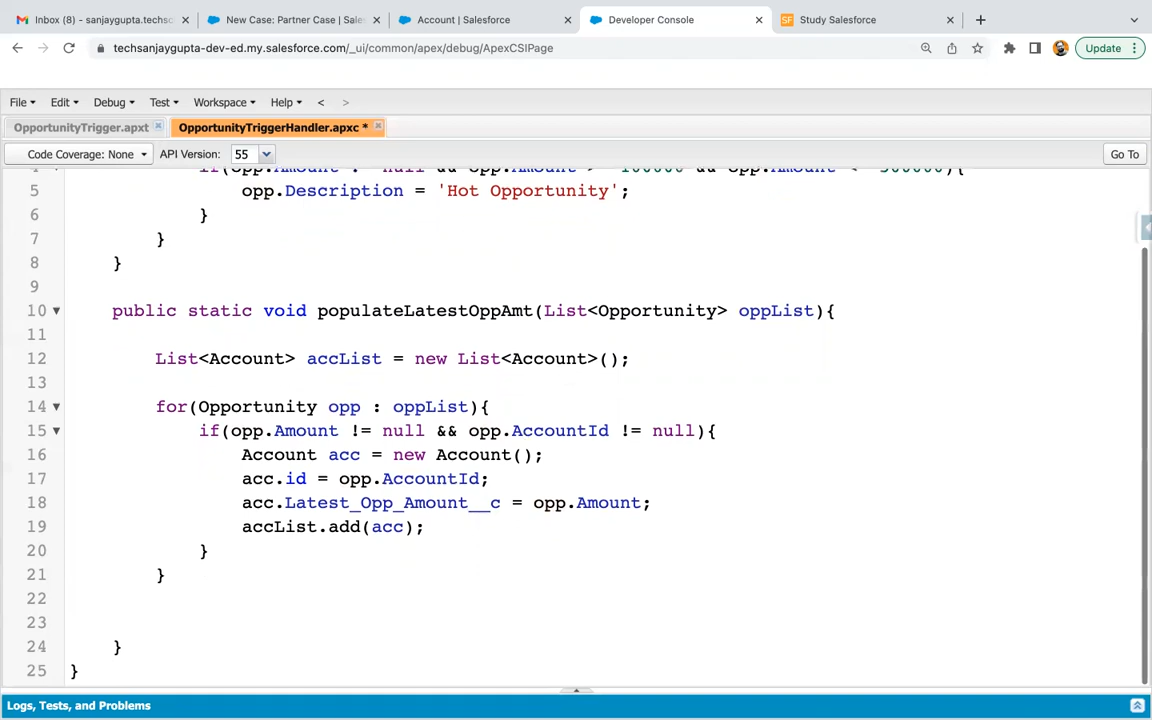 Inbox (8) - sanjaygupta.techsc
New Case: Partner Case | Sales
Account | Salesforce
Developer Console
Study Salesforce
techsanjaygupta-dev-ed.my.salesforce.com/_ui/common/apex/debug/ApexCSIPage
Update
File Edit Debug Test Workspace Help < >
OpportunityTrigger.apxt
OpportunityTriggerHandler.apxc *
Code Coverage: None API Version: 55 Go To
5 opp.Description = 'Hot Opportunity';
6 }
7 }
8 }
9
10 public static void populateLatestOppAmt(List<Opportunity> oppList){
11
12 List<Account> accList = new List<Account>();
13
14 for(Opportunity opp : oppList){
15 if(opp.Amount != null && opp.AccountId != null){
16 Account acc = new Account();
17 acc.id = opp.AccountId;
18 acc.Latest_Opp_Amount__c = opp.Amount;
19 accList.add(acc);
20 }
21 }
22
23
24 }
25 }
Logs, Tests, and Problems